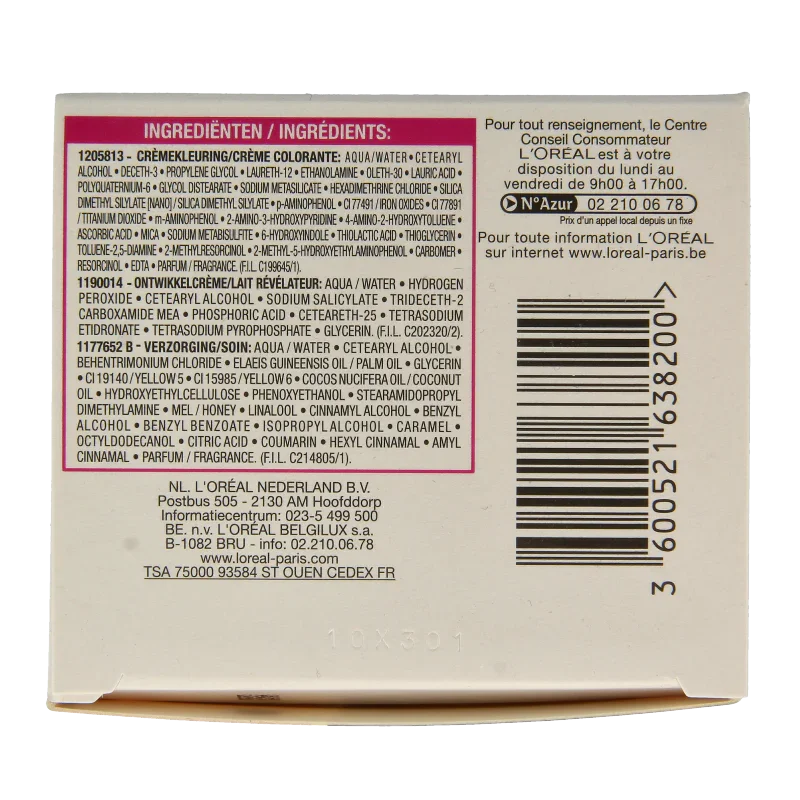 INGREDIËNTEN / INGRÉDIENTS:
1205813 - CRÈMEKLEURING/CRÈME COLORANTE: AQUA/WATER • CETEARYL
ALCOHOL • DECETH-3 • PROPYLENE GLYCOL • LAURETH-12 • ETHANOLAMINE • OLETH-30 • LAURIC ACID •
POLYQUATERNIUM-6 • GLYCOL DISTEARATE • SODIUM METASILICATE • HEXADIMETHRINE CHLORIDE • SILICA
DIMETHYL SILYLATE [NANO] / SILICA DIMETHYL SILYLATE • p-AMINOPHENOL • CI 77491 / IRON OXIDES • CI 77891
/ TITANIUM DIOXIDE • m-AMINOPHENOL • 2-AMINO-3-HYDROXYPYRIDINE • 4-AMINO-2-HYDROXYTOLUENE •
ASCORBIC ACID • MICA • SODIUM METABISULFITE • 6-HYDROXYINDOLE • THIOLACTIC ACID • THIOGLYCERIN •
TOLUENE-2,5-DIAMINE • 2-METHYLRESORCINOL • 2-METHYL-5-HYDROXYETHYLAMINOPHENOL • CARBOMER •
RESORCINOL • EDTA • PARFUM / FRAGRANCE. (F.I.L. C199645/1).
1190014 - ONTWIKKELCRÈME/LAIT RÉVÉLATEUR: AQUA / WATER • HYDROGEN
PEROXIDE • CETEARYL ALCOHOL • SODIUM SALICYLATE • TRIDECETH-2
CARBOXAMIDE MEA • PHOSPHORIC ACID • CETEARETH-25 • TETRASODIUM
ETIDRONATE • TETRASODIUM PYROPHOSPHATE • GLYCERIN. (F.I.L. C202320/2).
1177652 B - VERZORGING/SOIN: AQUA / WATER • CETEARYL ALCOHOL •
BEHENTRIMONIUM CHLORIDE • ELAEIS GUINEENSIS OIL / PALM OIL • GLYCERIN
• CI 19140 / YELLOW 5 • CI 15985 / YELLOW 6 • COCOS NUCIFERA OIL / COCONUT
OIL • HYDROXYETHYLCELLULOSE • PHENOXYETHANOL • STEARAMIDOPROPYL
DIMETHYLAMINE • MEL / HONEY • LINALOOL • CINNAMYL ALCOHOL • BENZYL
ALCOHOL • BENZYL BENZOATE • ISOPROPYL ALCOHOL • CARAMEL •
OCTYLDODECANOL • CITRIC ACID • COUMARIN • HEXYL CINNAMAL • AMYL
CINNAMAL • PARFUM / FRAGRANCE. (F.I.L. C214805/1).
NL. L'ORÉAL NEDERLAND B.V.
Postbus 505 - 2130 AM Hoofddorp
Informatiecentrum: 023-5 499 500
BE. n.v. L'ORÉAL BELGILUX s.a.
B-1082 BRU - info: 02.210.06.78
www.loreal-paris.com
TSA 75000 93584 ST OUEN CEDEX FR
Pour tout renseignement, le Centre
Conseil Consommateur
L'ORÉAL est à votre
disposition du lundi au
vendredi de 9h00 à 17h00.
N°Azur 02 210 06 78
Prix d'un appel local depuis un fixe
Pour toute information L'ORÉAL
sur internet www.loreal-paris.be
3 600521 638200 >
10X301